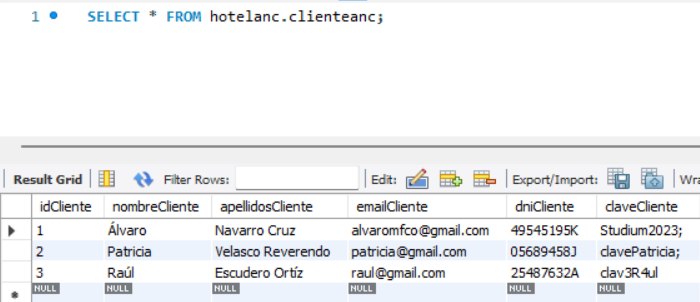 1 SELECT * FROM hotelanc.clienteanc;
Result Grid Filter Rows: Edit: Export/Import: Wra
idCliente nombreCliente apellidosCliente emailCliente dniCliente claveCliente
1 Álvaro Navarro Cruz alvaromfco@gmail.com 49545195K Studium2023;
2 Patricia Velasco Reverendo patricia@gmail.com 05689458J clavePatricia;
3 Raúl Escudero Ortíz raul@gmail.com 25487632A clav3R4ul
NULL NULL NULL NULL NULL NULL